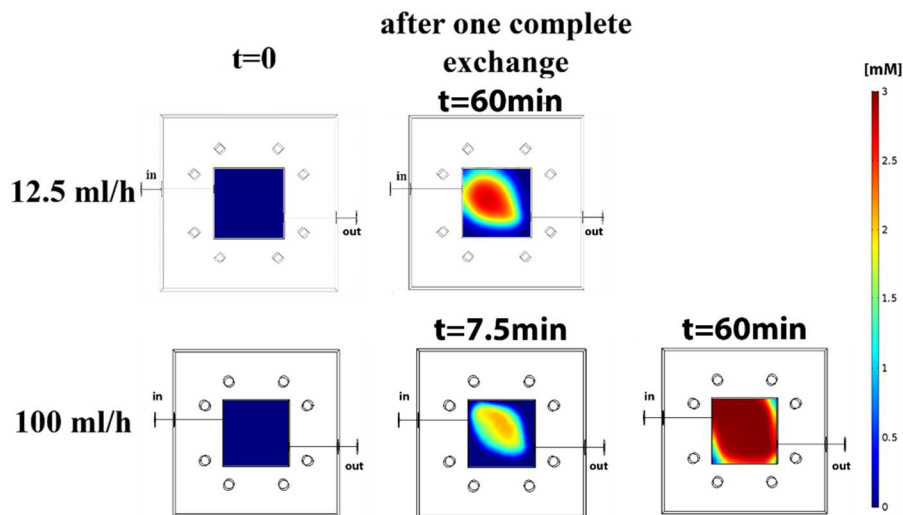 t=0
after one complete
exchange
t=60min
[mM]
12.5 ml/h
in
out
in
out
3
2.5
2
1.5
1
0.5
0
t=7.5min
t=60min
100 ml/h
in
out
in
out
in
out